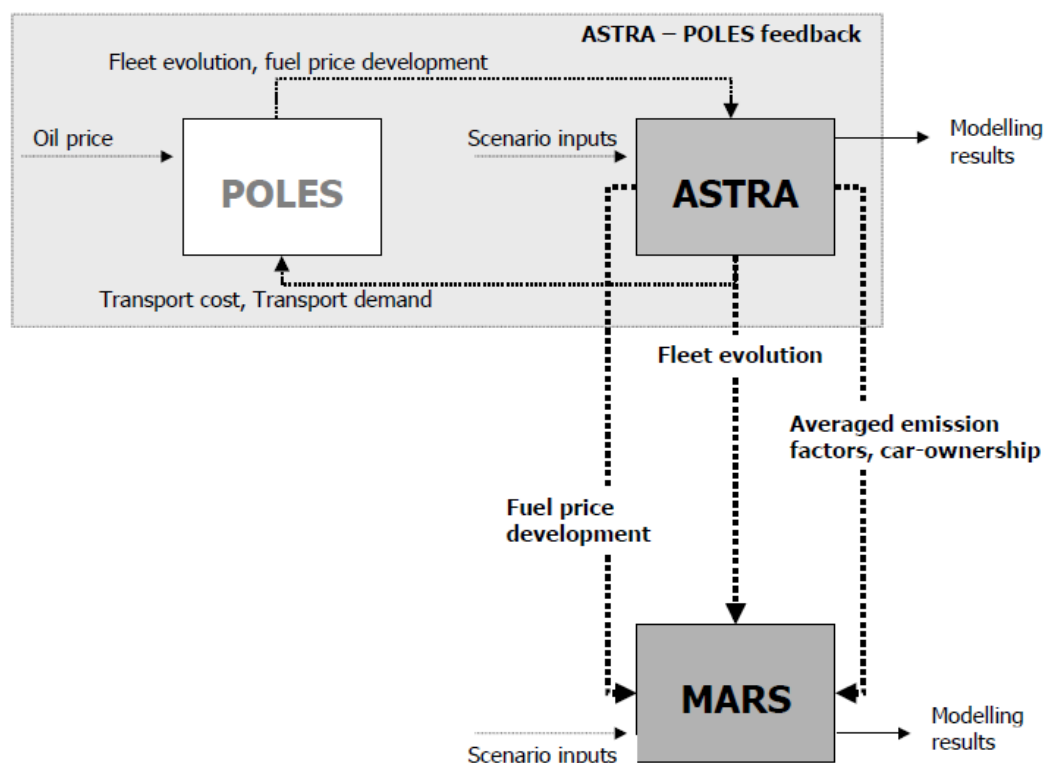 ASTRA – POLES feedback
Fleet evolution, fuel price development
Oil price
Scenario inputs
Modelling
results
POLES
ASTRA
Transport cost, Transport demand
Fleet evolution
Averaged emission
factors, car-ownership
Fuel price
development
MARS
Modelling
results
Scenario inputs